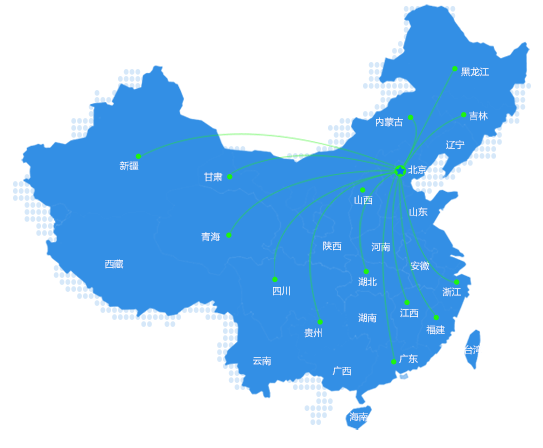 黑龙江
吉林
内蒙古
辽宁
新疆
北京
甘肃
山西
山东
青海
陕西
河南
西藏
安徽
湖北
四川
浙江
江西
湖南
福建
贵州
台湾
广东
云南
广西
海南